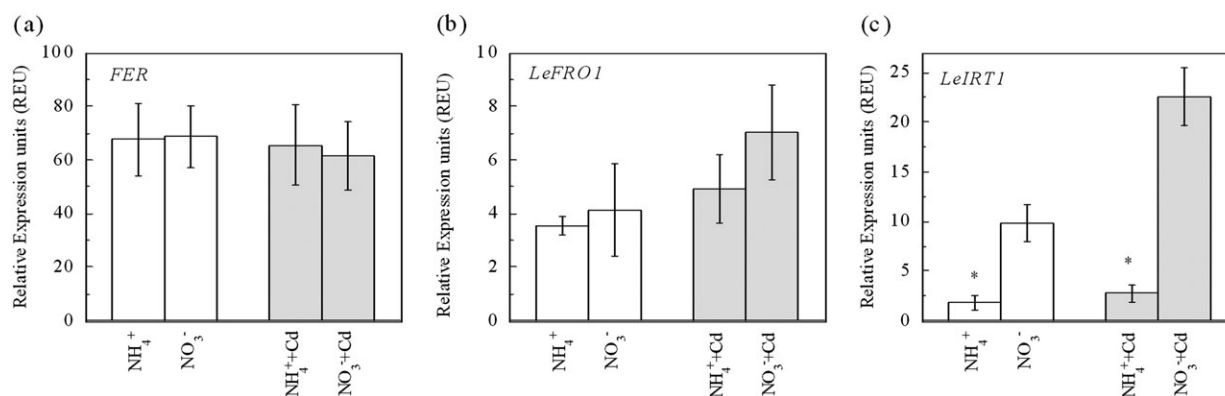 (a)
FER
Relative Expression units (REU)
100
80
60
40
20
0
NH₄⁺
NO₃⁻
NH₄⁺+Cd
NO₃⁻+Cd
(b)
LeFRO1
Relative Expression units (REU)
10
8
6
4
2
0
NH₄⁺
NO₃⁻
NH₄⁺+Cd
NO₃⁻+Cd
(c)
LeIRT1
Relative Expression units (REU)
25
20
15
10
5
0
*
*
NH₄⁺
NO₃⁻
NH₄⁺+Cd
NO₃⁻+Cd